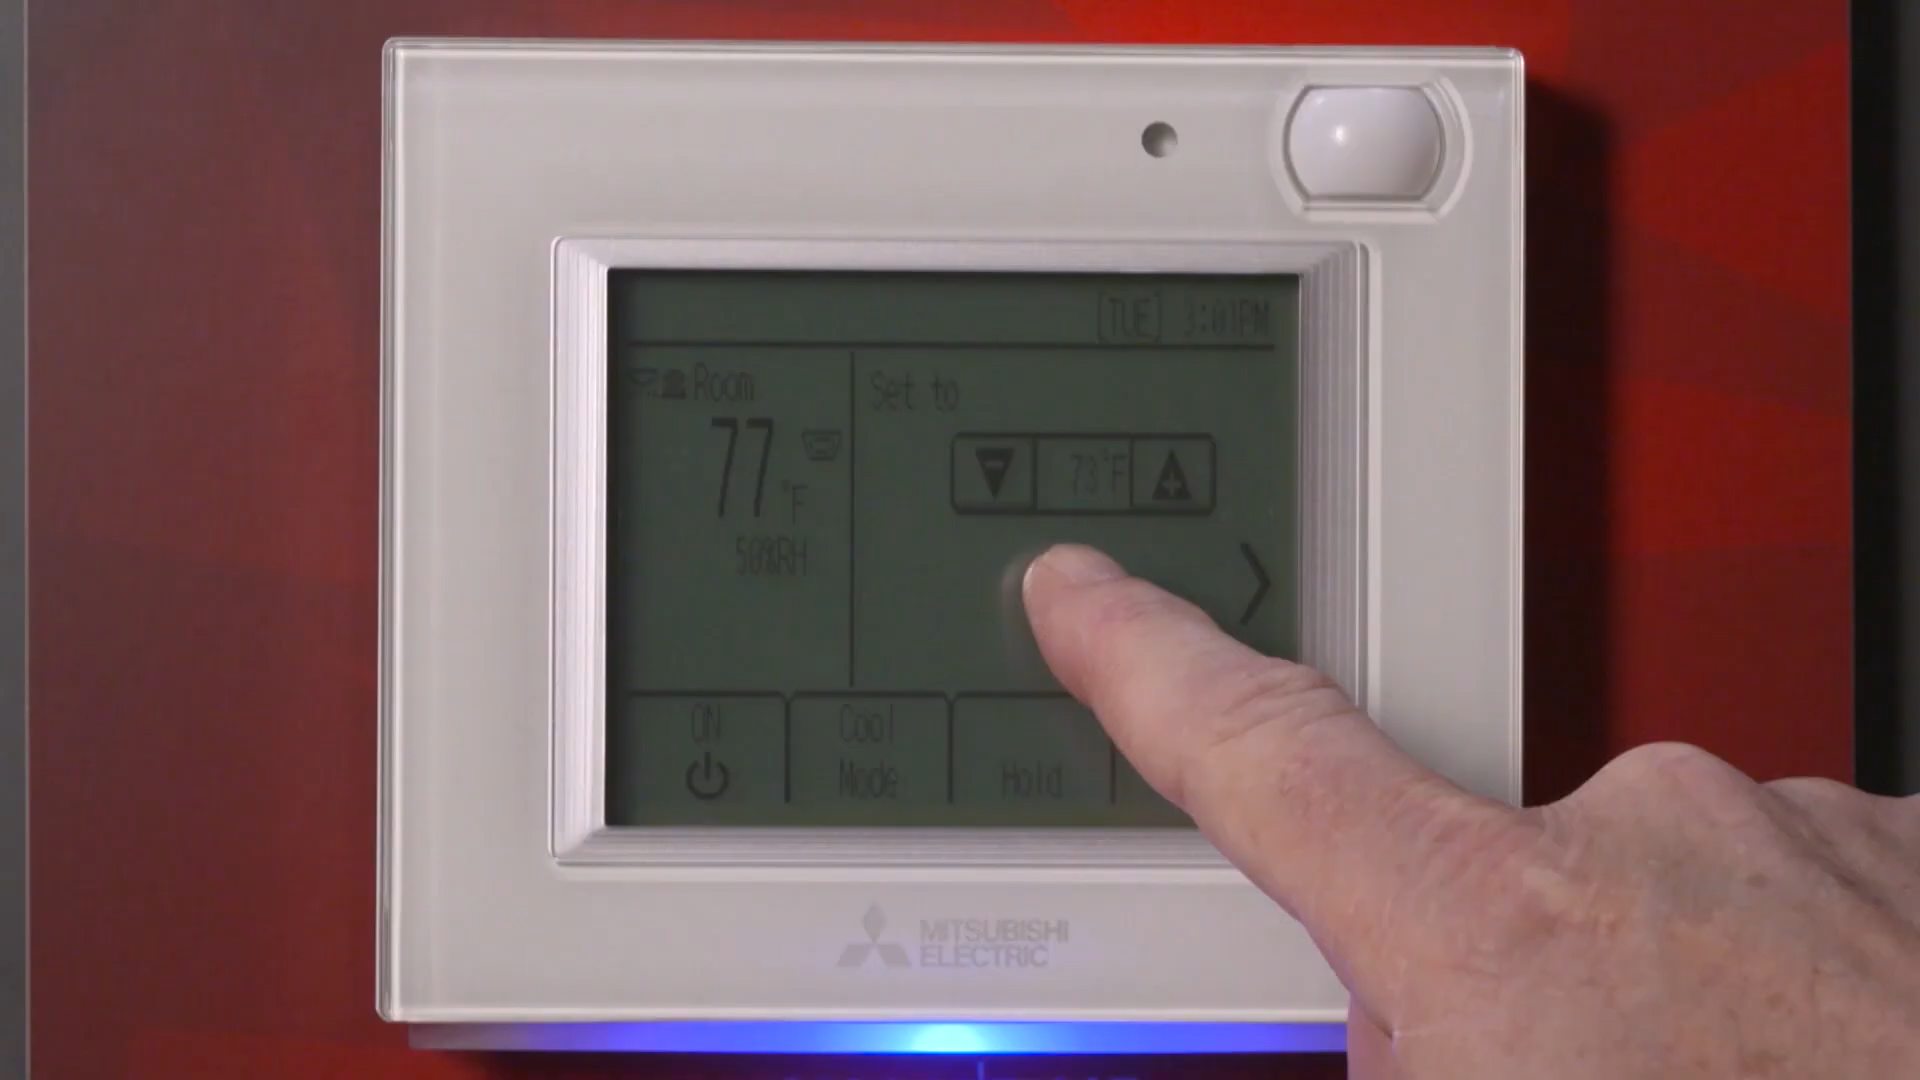 [TUE] 3:01PM
Room
Set to
77°F
73°F
50%RH
ON
Cool
Mode
Hold
MITSUBISHI
ELECTRIC